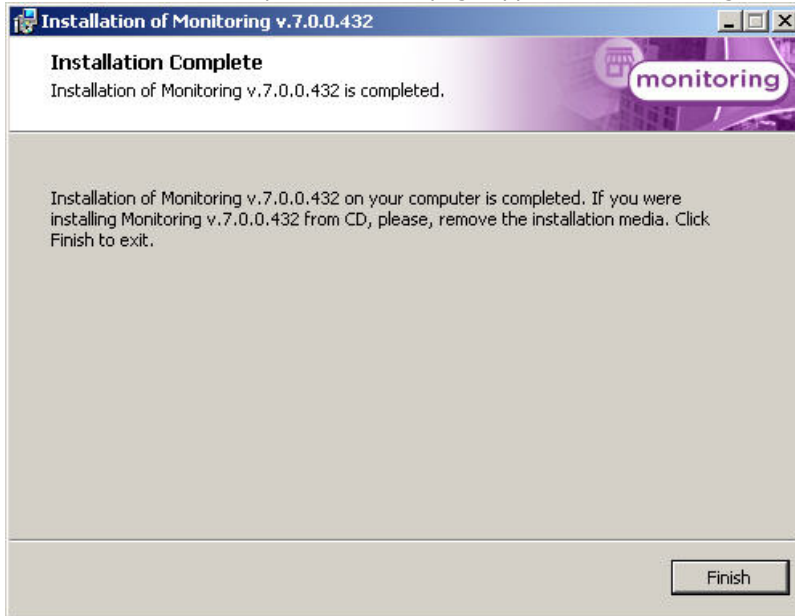 Installation of Monitoring v.7.0.0.432
Installation Complete
Installation of Monitoring v.7.0.0.432 is completed.
monitoring
Installation of Monitoring v.7.0.0.432 on your computer is completed. If you were
installing Monitoring v.7.0.0.432 from CD, please, remove the installation media. Click
Finish to exit.
Finish